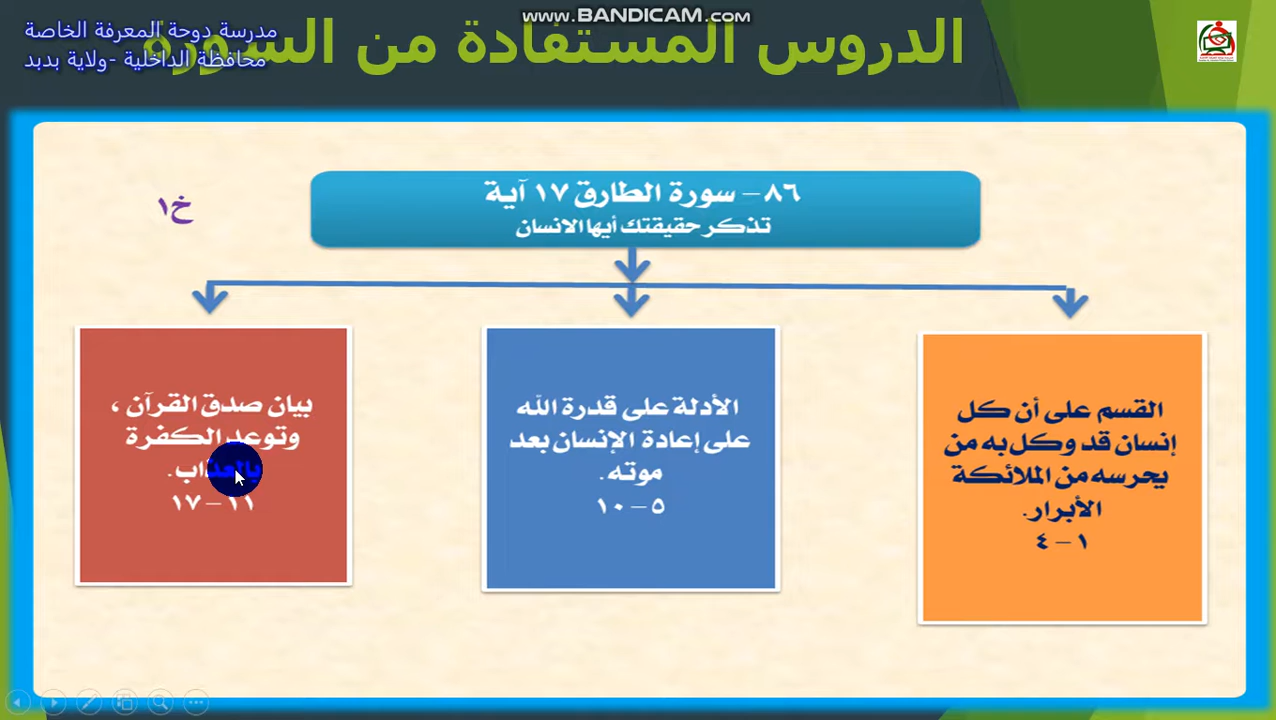 www.BANDICAM.com
مدرسة دوحة المعرفة الخاصة
محافظة الداخلية -ولاية بدبد
الدروس المستفادة من السورة
٨٦- سورة الطارق ١٧ آية
تذكر حقيقتك أيها الانسان
خ١
القسم على أن كل
إنسان قد وكل به من
يحرسه من الملائكة
الأبرار.
١ - ٤
الأدلة على قدرة الله
على إعادة الإنسان بعد
موته.
٥ - ١٠
بيان صدق القرآن ،
وتوعد الكفرة
بالعذاب.
١١ - ١٧